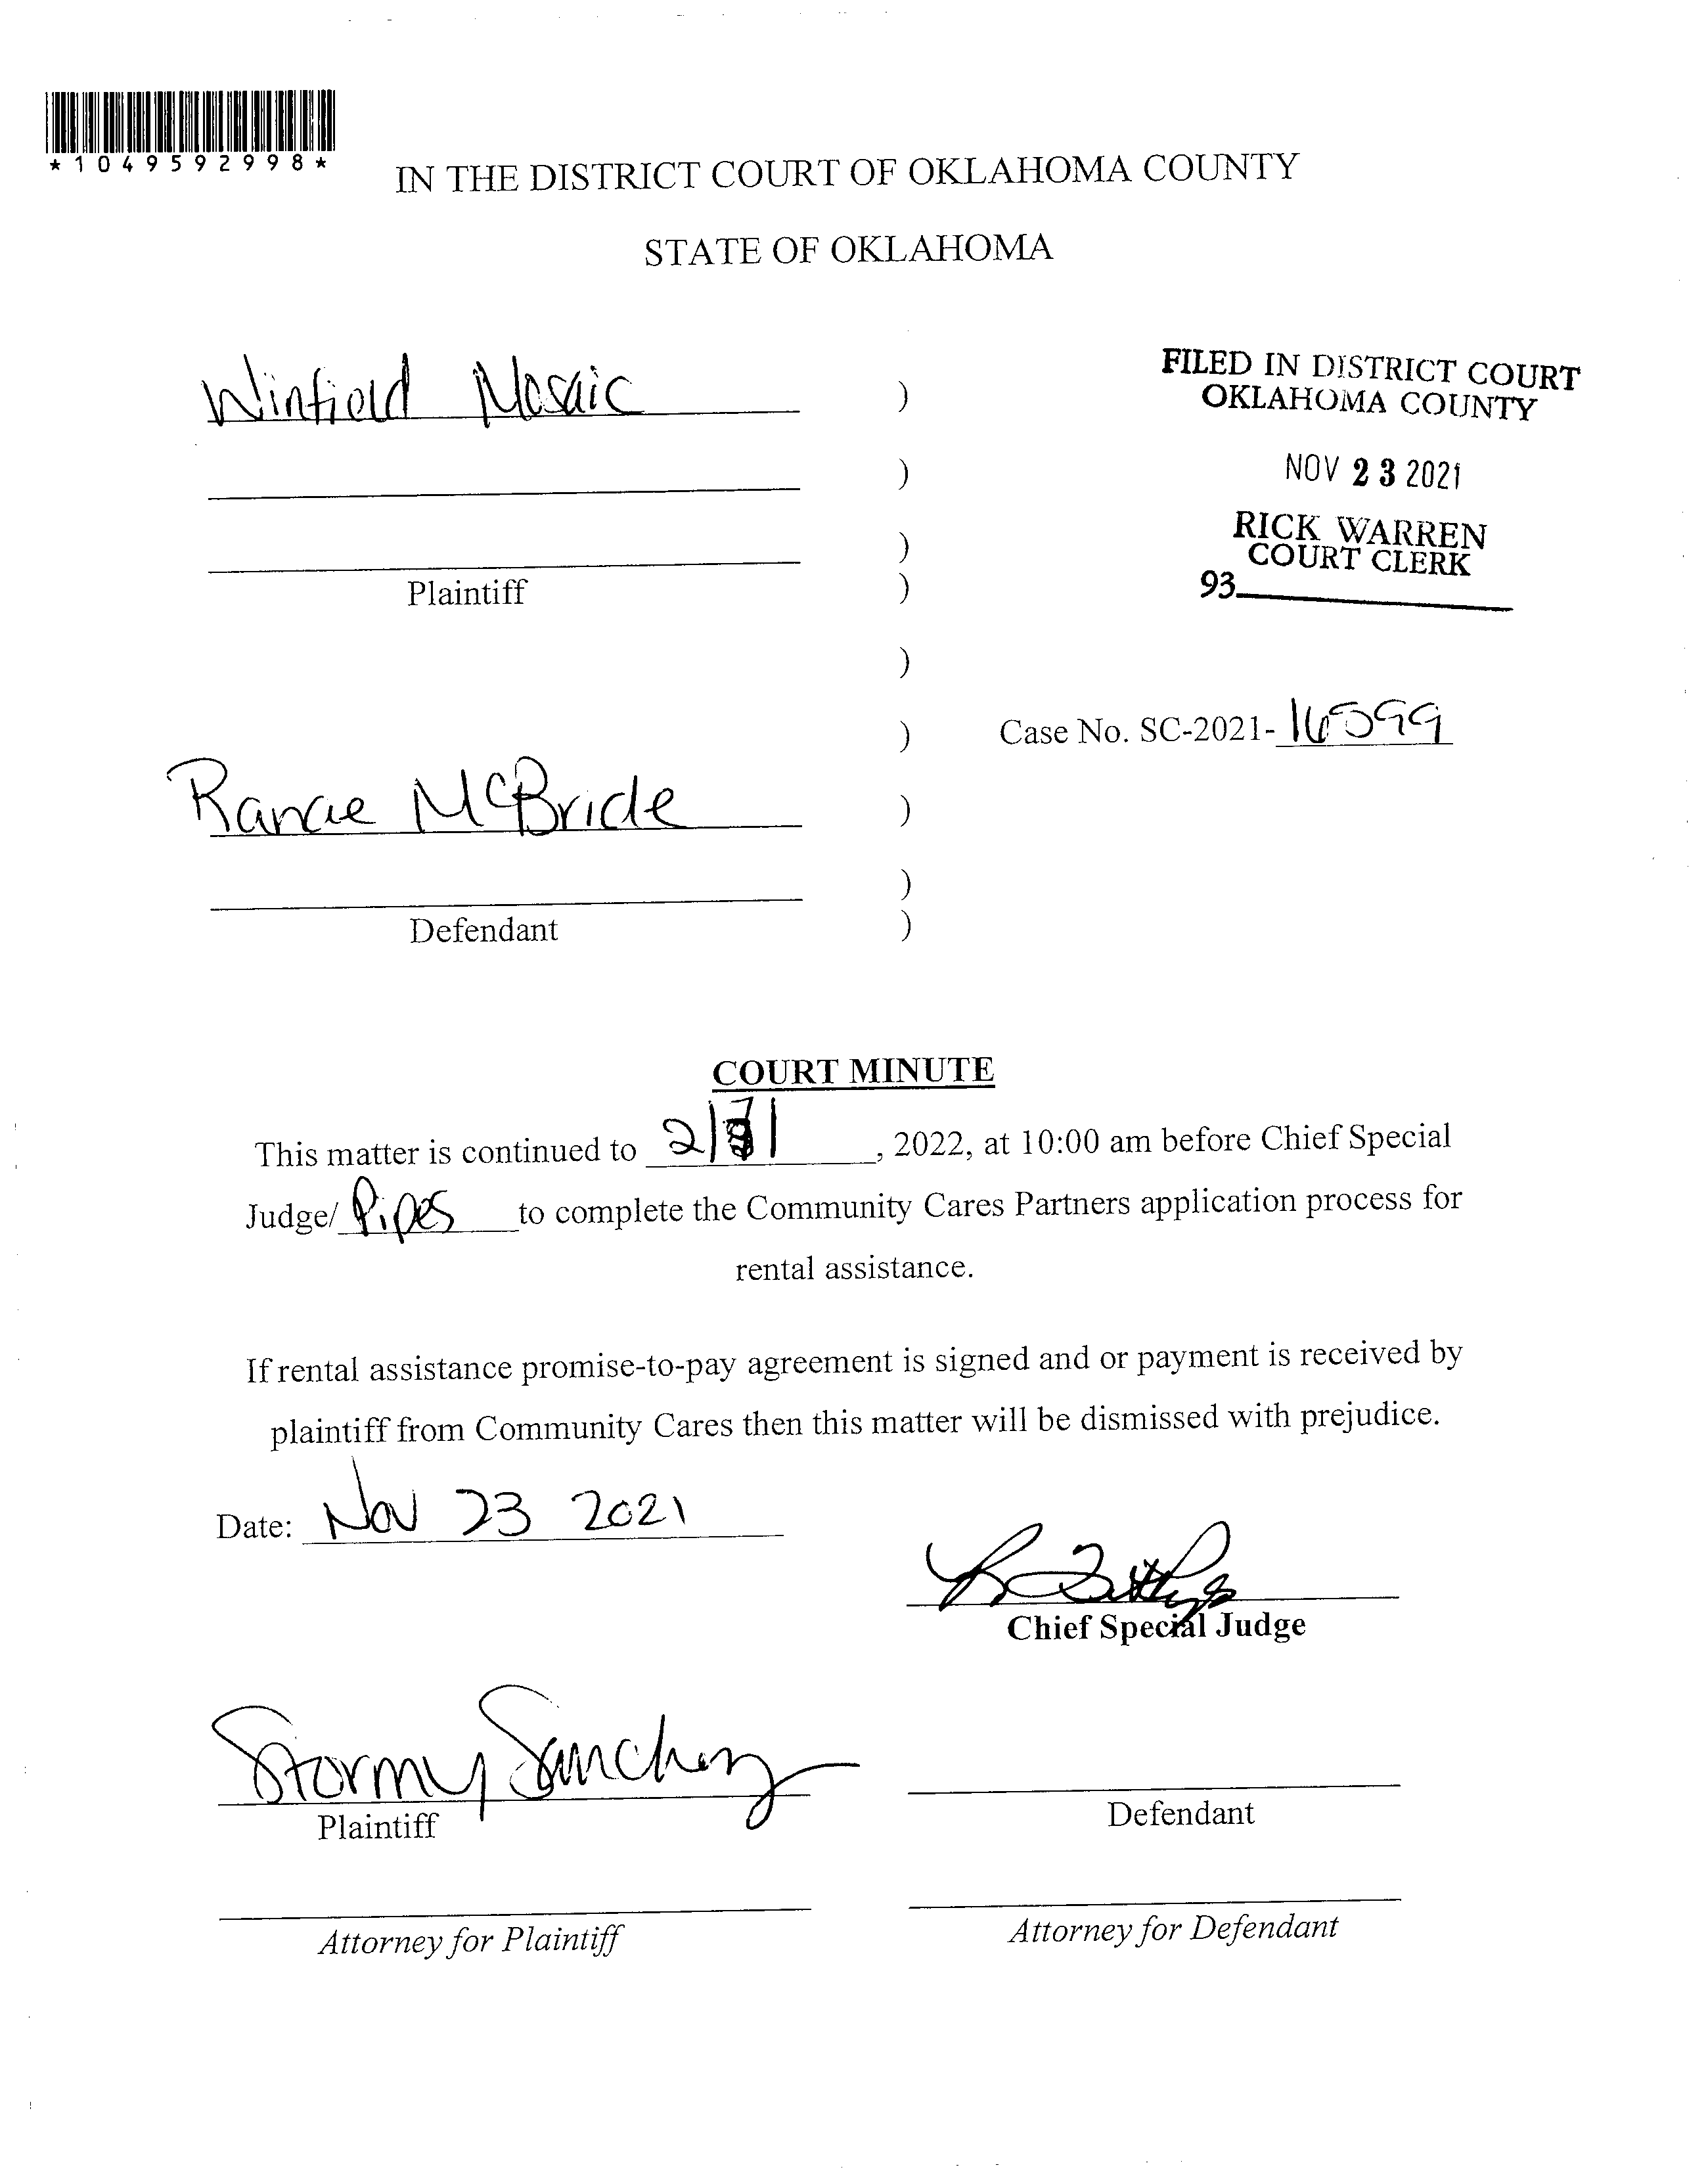 *1049592998*
IN THE DISTRICT COURT OF OKLAHOMA COUNTY
STATE OF OKLAHOMA
Winfield Mosaic )
)
)
Plaintiff )
FILED IN DISTRICT COURT
OKLAHOMA COUNTY
NOV 23 2021
RICK WARREN
COURT CLERK
93
)
) Case No. SC-2021-16599
Ranae McBride )
)
Defendant )
COURT MINUTE
This matter is continued to 2/ , 2022, at 10:00 am before Chief Special
Judge/ Pipes to complete the Community Cares Partners application process for
rental assistance.
If rental assistance promise-to-pay agreement is signed and or payment is received by
plaintiff from Community Cares then this matter will be dismissed with prejudice.
Date: Nov 23 2021
Chief Special Judge
Stormy Sanchez
Plaintiff
Defendant
Attorney for Plaintiff
Attorney for Defendant